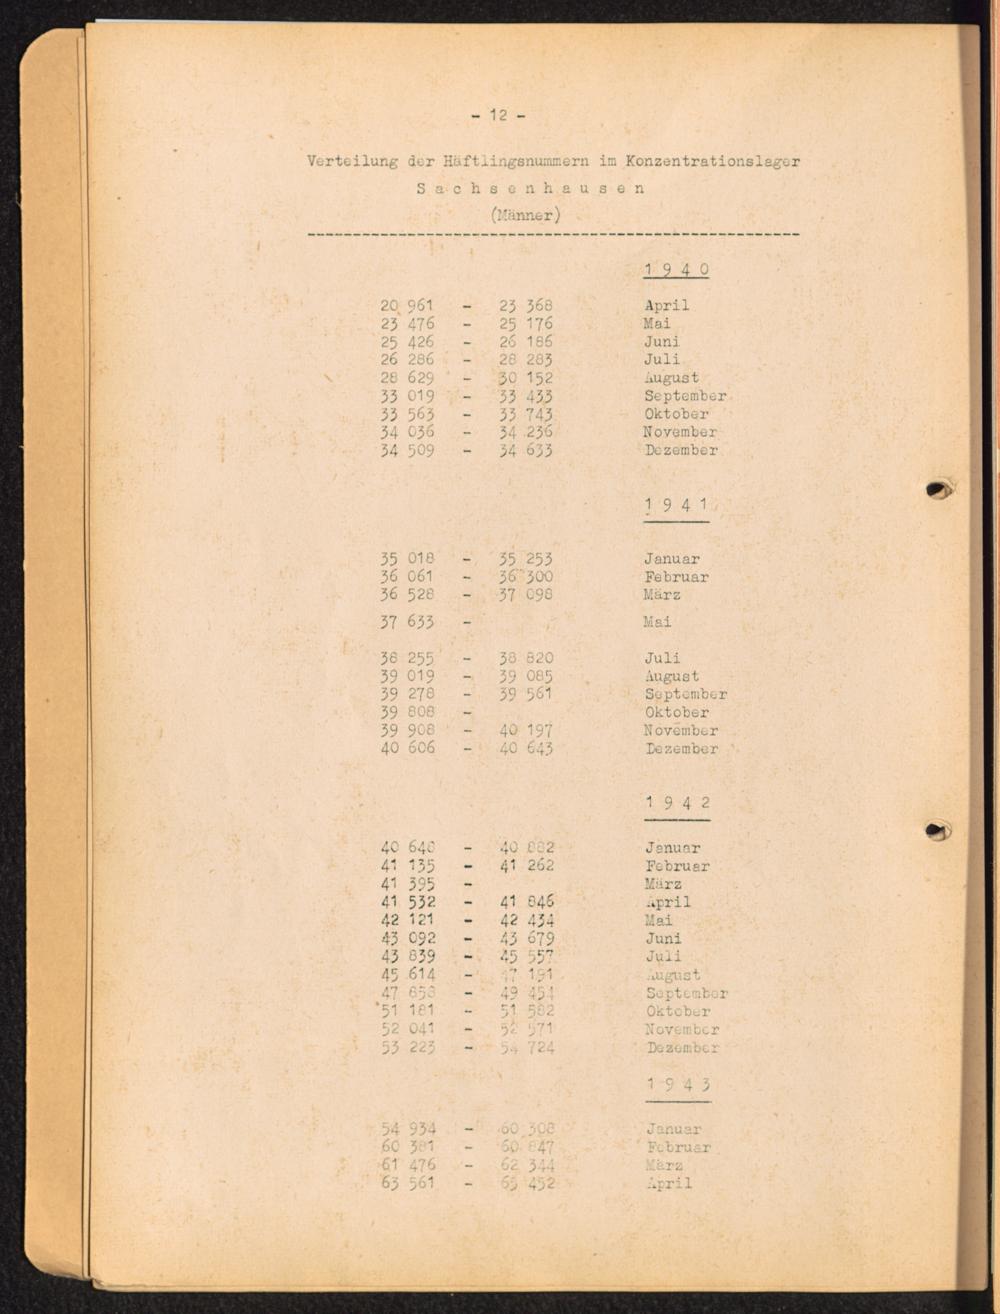 - 12 -
Verteilung der Häftlingsnummern im Konzentrationslager
S a c h s e n h a u s e n
(Männer)
1 9 4 0
20 961 - 23 368 April
23 476 - 25 176 Mai
25 426 - 26 186 Juni
26 286 - 28 283 Juli
28 629 - 30 152 August
33 019 - 33 433 September
33 563 - 33 743 Oktober
34 036 - 34 236 November
34 509 - 34 633 Dezember
1 9 4 1
35 018 - 35 253 Januar
36 061 - 36 300 Februar
36 528 - 37 098 März
37 633 - Mai
38 255 - 38 820 Juli
39 019 - 39 085 August
39 278 - 39 561 September
39 808 - Oktober
39 908 - 40 197 November
40 606 - 40 643 Dezember
1 9 4 2
40 648 - 40 882 Januar
41 135 - 41 262 Februar
41 395 - März
41 532 - 41 846 April
42 121 - 42 434 Mai
43 092 - 43 679 Juni
43 839 - 45 557 Juli
45 614 - 47 191 August
47 858 - 49 454 September
51 181 - 51 582 Oktober
52 041 - 52 571 November
53 223 - 54 724 Dezember
1 9 4 3
54 934 - 60 308 Januar
60 381 - 60 847 Februar
61 476 - 62 344 März
63 561 - 65 452 April